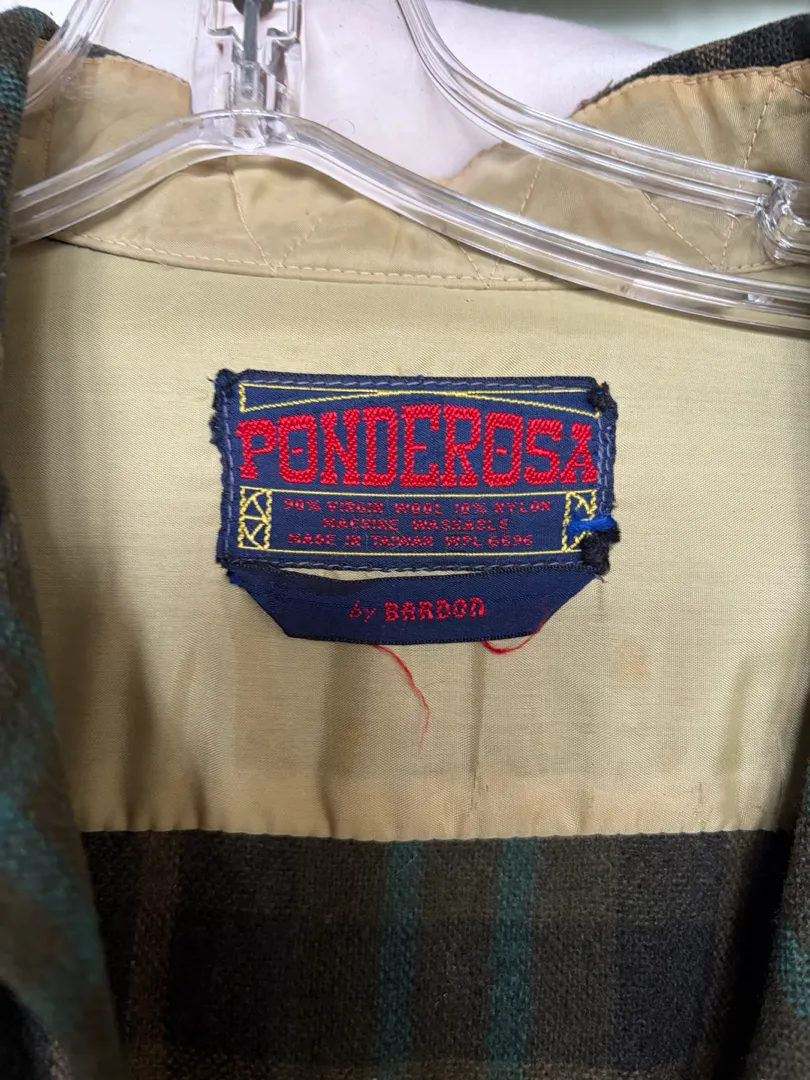 PONDEROSA
90% VIRGIN WOOL 10% NYLON
MACHINE WASHABLE
MADE IN TAIWAN WPL 6696
by BARDON